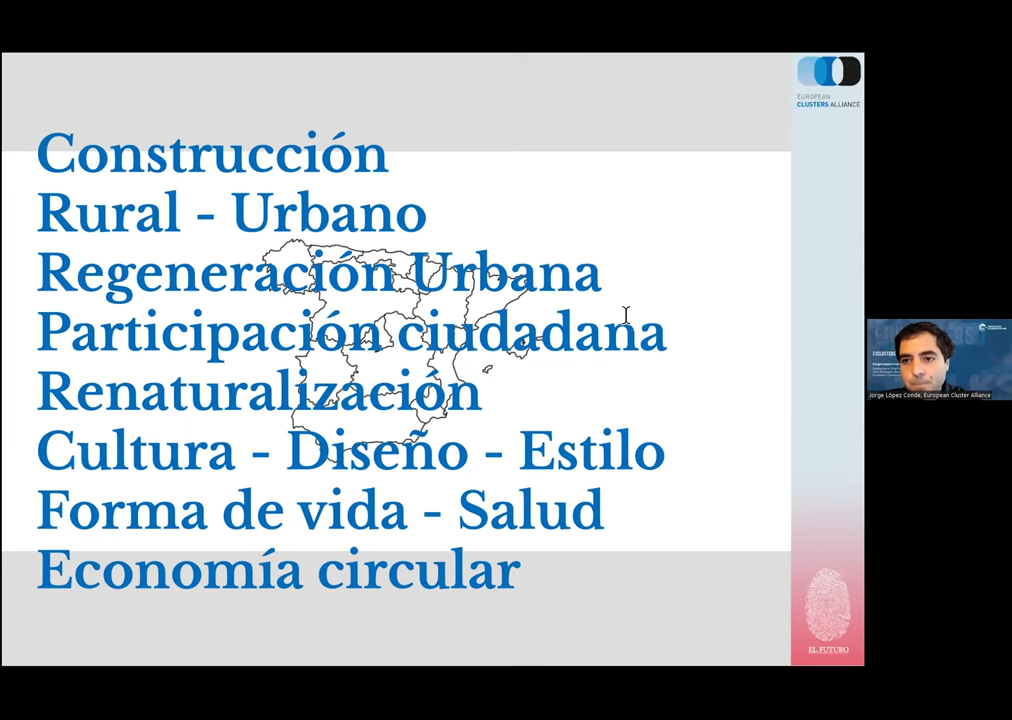 Construcción
Rural - Urbano
Regeneración Urbana
Participación ciudadana
Renaturalización
Cultura - Diseño - Estilo
Forma de vida - Salud
Economía circular
EUROPEAN
CLUSTERS ALLIANCE
EL FUTURO
Jorge López Conde, European Cluster Alliance